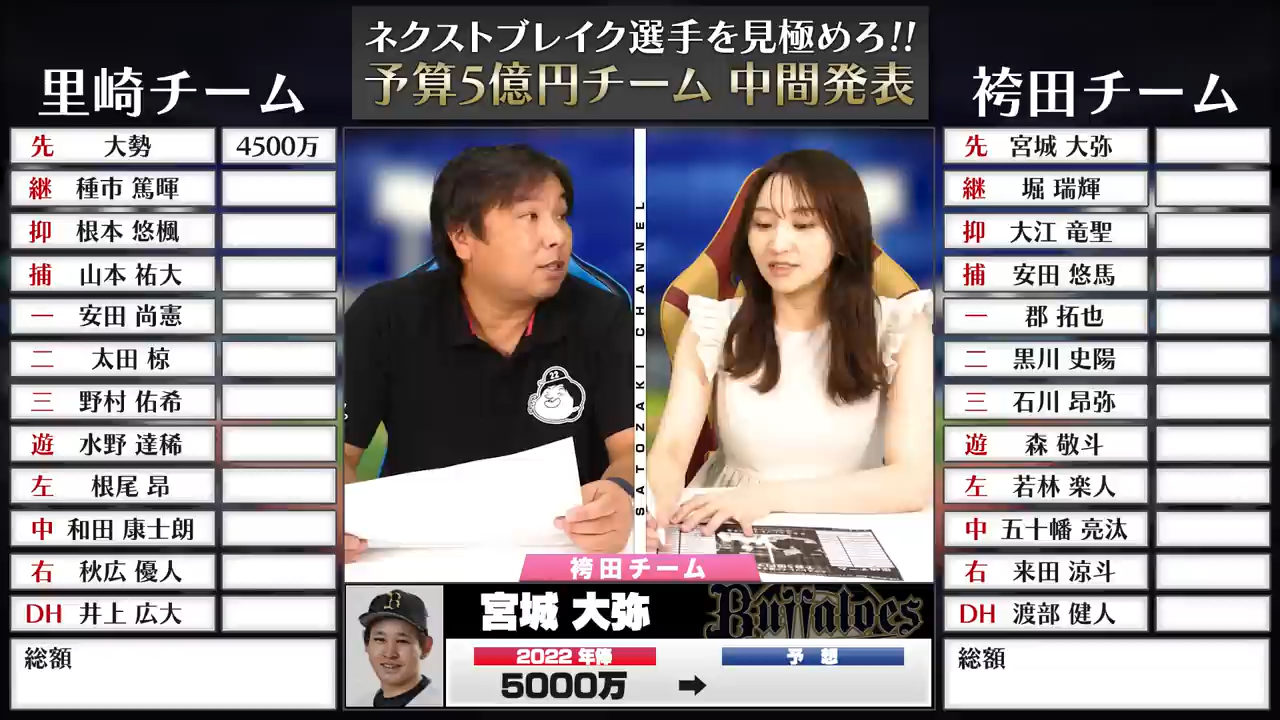 ネクストブレイク選手を見極めろ!!
予算5億円チーム 中間発表
里崎チーム
先 大勢 4500万
継 種市 篤暉
抑 根本 悠楓
捕 山本 祐大
一 安田 尚憲
二 太田 椋
三 野村 佑希
遊 水野 達稀
左 根尾 昂
中 和田 康士朗
右 秋広 優人
DH 井上 広大
総額
袴田チーム
先 宮城 大弥
継 堀 瑞輝
抑 大江 竜聖
捕 安田 悠馬
一 郡 拓也
二 黒川 史陽
三 石川 昂弥
遊 森 敬斗
左 若林 楽人
中 五十幡 亮汰
右 来田 涼斗
DH 渡部 健人
総額
SATOZAKI CHANNEL
22
袴田チーム
B
宮城 大弥
Buffaloes
2022 年俸
予 想
5000万 ➡